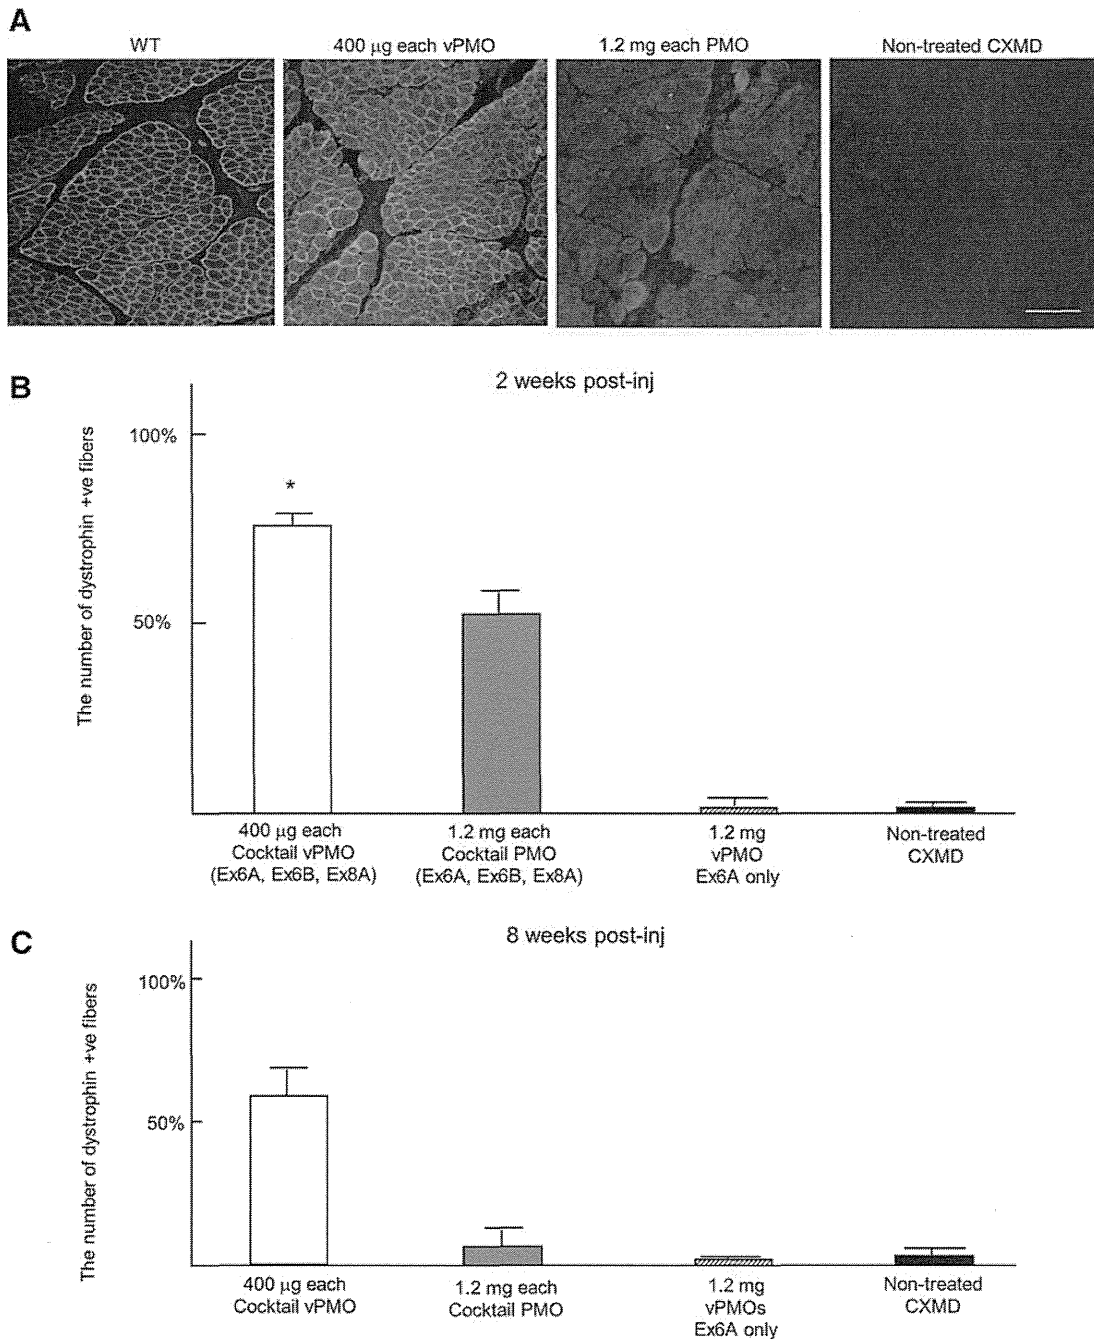 A
WT
400 μg each vPMO
1.2 mg each PMO
Non-treated CXMD
B
2 weeks post-inj
The number of dystrophin +ve fibers
100%
50%
*
400 μg each
Cocktail vPMO
(Ex6A, Ex6B, Ex8A)
1.2 mg each
Cocktail PMO
(Ex6A, Ex6B, Ex8A)
1.2 mg
vPMO
Ex6A only
Non-treated
CXMD
C
8 weeks post-inj
The number of dystrophin +ve fibers
100%
50%
400 μg each
Cocktail vPMO
1.2 mg each
Cocktail PMO
1.2 mg
vPMOs
Ex6A only
Non-treated
CXMD